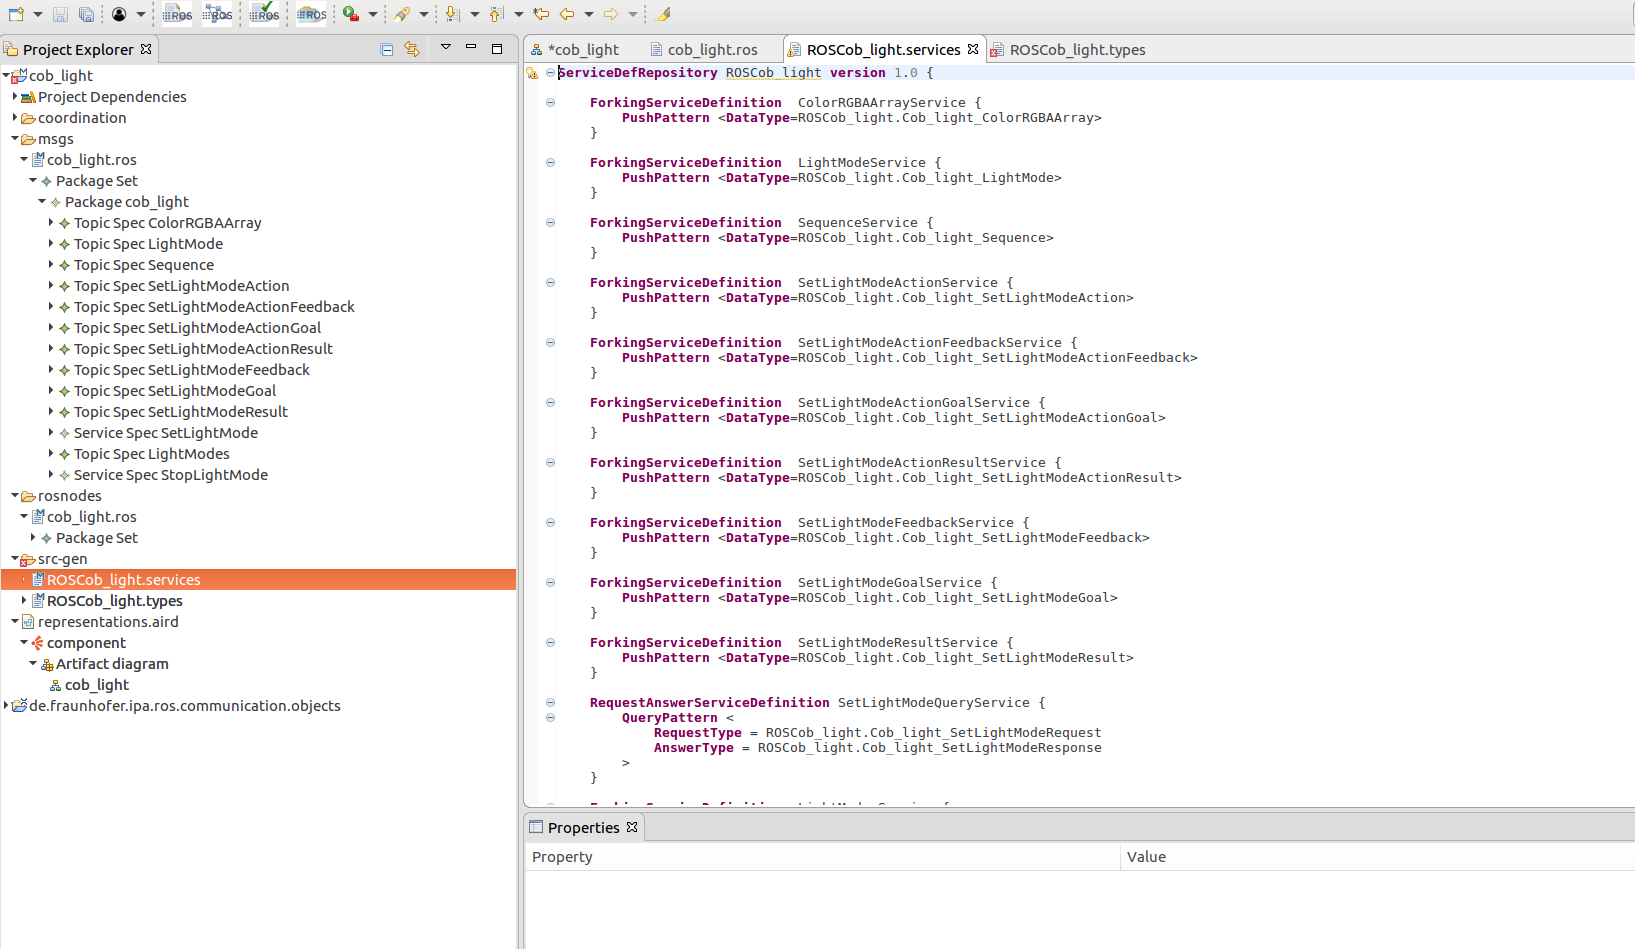 ROS
ROS
ROS
ROS
Project Explorer
cob_light
Project Dependencies
coordination
msgs
cob_light.ros
Package Set
Package cob_light
Topic Spec ColorRGBAArray
Topic Spec LightMode
Topic Spec Sequence
Topic Spec SetLightModeAction
Topic Spec SetLightModeActionFeedback
Topic Spec SetLightModeActionGoal
Topic Spec SetLightModeActionResult
Topic Spec SetLightModeFeedback
Topic Spec SetLightModeGoal
Topic Spec SetLightModeResult
Service Spec SetLightMode
Topic Spec LightModes
Service Spec StopLightMode
rosnodes
cob_light.ros
Package Set
src-gen
ROSCob_light.services
ROSCob_light.types
representations.aird
component
Artifact diagram
cob_light
de.fraunhofer.ipa.ros.communication.objects
*cob_light cob_light.ros ROSCob_light.services ROSCob_light.types
ServiceDefRepository ROSCob_light version 1.0 {
ForkingServiceDefinition ColorRGBAArrayService {
PushPattern <DataType=ROSCob_light.Cob_light_ColorRGBAArray>
}
ForkingServiceDefinition LightModeService {
PushPattern <DataType=ROSCob_light.Cob_light_LightMode>
}
ForkingServiceDefinition SequenceService {
PushPattern <DataType=ROSCob_light.Cob_light_Sequence>
}
ForkingServiceDefinition SetLightModeActionService {
PushPattern <DataType=ROSCob_light.Cob_light_SetLightModeAction>
}
ForkingServiceDefinition SetLightModeActionFeedbackService {
PushPattern <DataType=ROSCob_light.Cob_light_SetLightModeActionFeedback>
}
ForkingServiceDefinition SetLightModeActionGoalService {
PushPattern <DataType=ROSCob_light.Cob_light_SetLightModeActionGoal>
}
ForkingServiceDefinition SetLightModeActionResultService {
PushPattern <DataType=ROSCob_light.Cob_light_SetLightModeActionResult>
}
ForkingServiceDefinition SetLightModeFeedbackService {
PushPattern <DataType=ROSCob_light.Cob_light_SetLightModeFeedback>
}
ForkingServiceDefinition SetLightModeGoalService {
PushPattern <DataType=ROSCob_light.Cob_light_SetLightModeGoal>
}
ForkingServiceDefinition SetLightModeResultService {
PushPattern <DataType=ROSCob_light.Cob_light_SetLightModeResult>
}
RequestAnswerServiceDefinition SetLightModeQueryService {
QueryPattern <
RequestType = ROSCob_light.Cob_light_SetLightModeRequest
AnswerType = ROSCob_light.Cob_light_SetLightModeResponse
>
}
Properties
Property Value